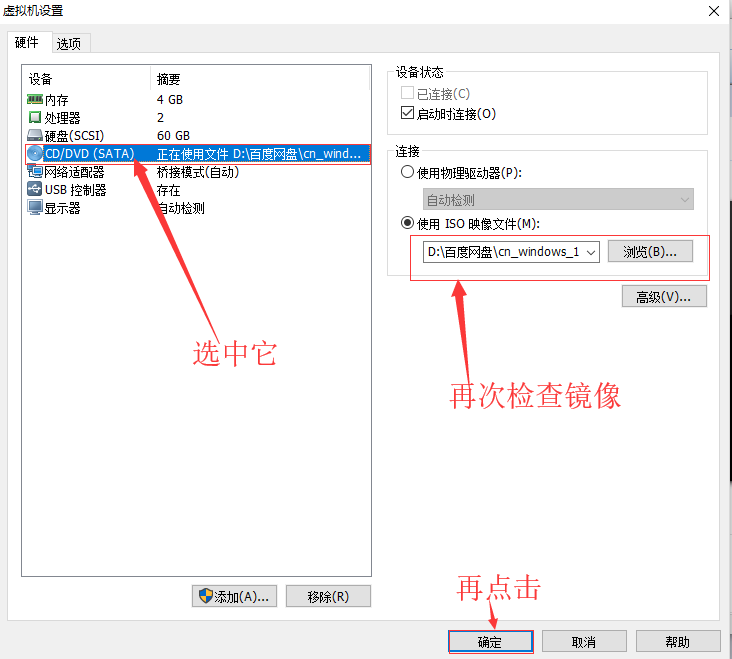 虚拟机设置
硬件 选项
设备 摘要
内存 4 GB
处理器 2
硬盘(SCSI) 60 GB
CD/DVD (SATA) 正在使用文件 D:\百度网盘\cn_wind...
网络适配器 桥接模式(自动)
USB 控制器 存在
显示器 自动检测
设备状态
已连接(C)
启动时连接(O)
连接
使用物理驱动器(P):
自动检测
使用 ISO 映像文件(M):
D:\百度网盘\cn_windows_1 浏览(B)...
高级(V)...
选中它
再次检查镜像
再点击
添加(A)... 移除(R)
确定 取消 帮助